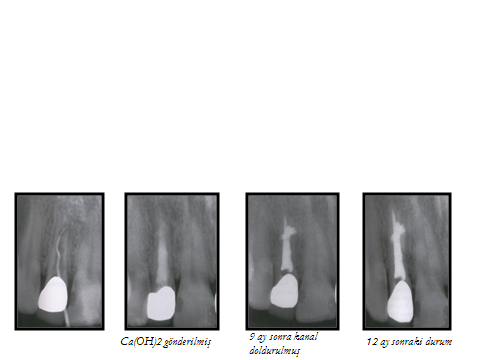 Ca(OH)2 gönderilmiş
9 ay sonra kanal
doldurulmuş
12 ay sonraki durum